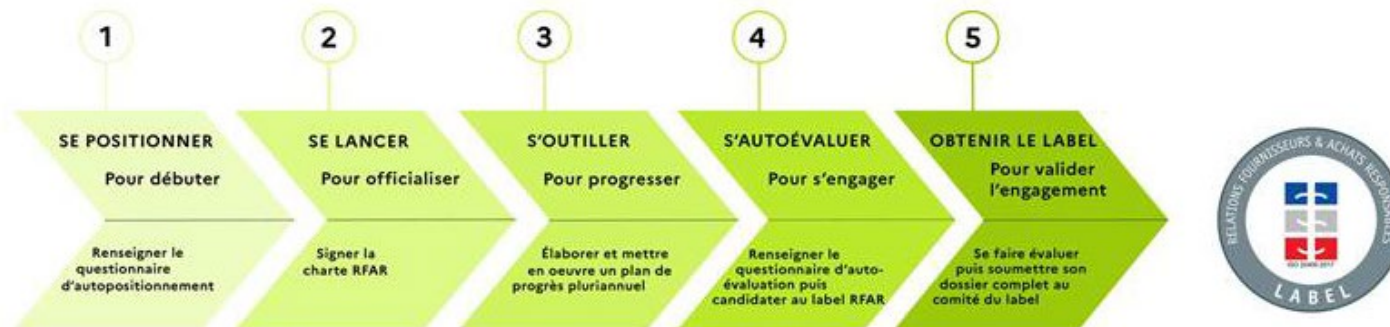 1
SE POSITIONNER
Pour débuter
Renseigner le
questionnaire
d'autopositionnement
2
SE LANCER
Pour officialiser
Signer la
charte RFAR
3
S'OUTILLER
Pour progresser
Élaborer et mettre
en oeuvre un plan de
progrès pluriannuel
4
S'AUTOÉVALUER
Pour s'engager
Renseigner le
questionnaire d'auto-
évaluation puis
candidater au label RFAR
5
OBTENIR LE LABEL
Pour valider
l'engagement
Se faire évaluer
puis soumettre son
dossier complet au
comité du label
RELATIONS FOURNISSEURS & ACHATS RESPONSABLES
ISO 20400:2017
LABEL